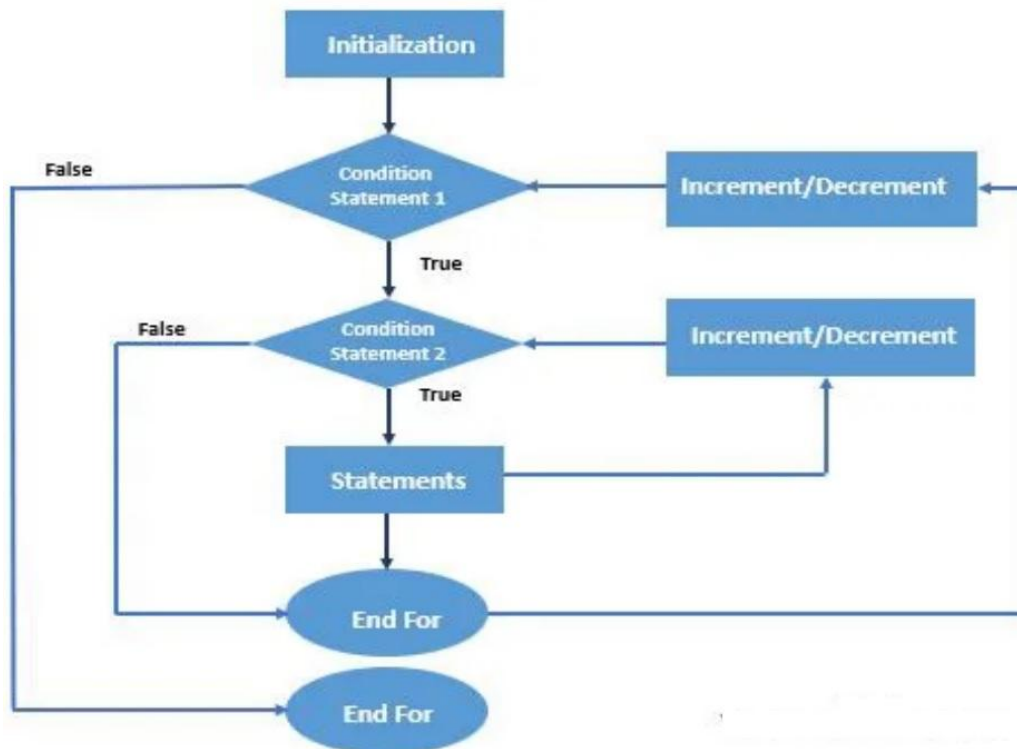 Initialization
False
Condition
Statement 1
Increment/Decrement
True
False
Condition
Statement 2
Increment/Decrement
True
Statements
End For
End For